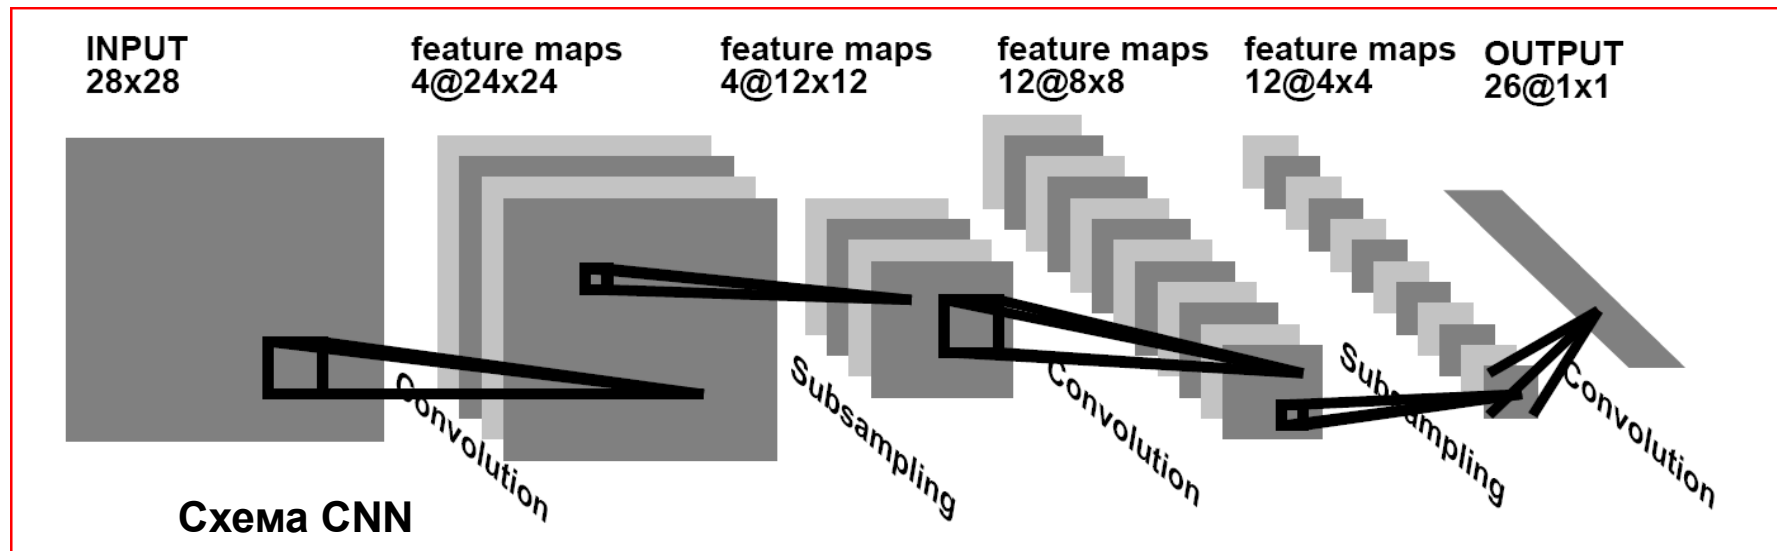 INPUT
28x28
feature maps
4@24x24
feature maps
4@12x12
feature maps
12@8x8
feature maps
12@4x4
OUTPUT
26@1x1
Convolution
Subsampling
Convolution
Subsampling
Convolution
Схема CNN